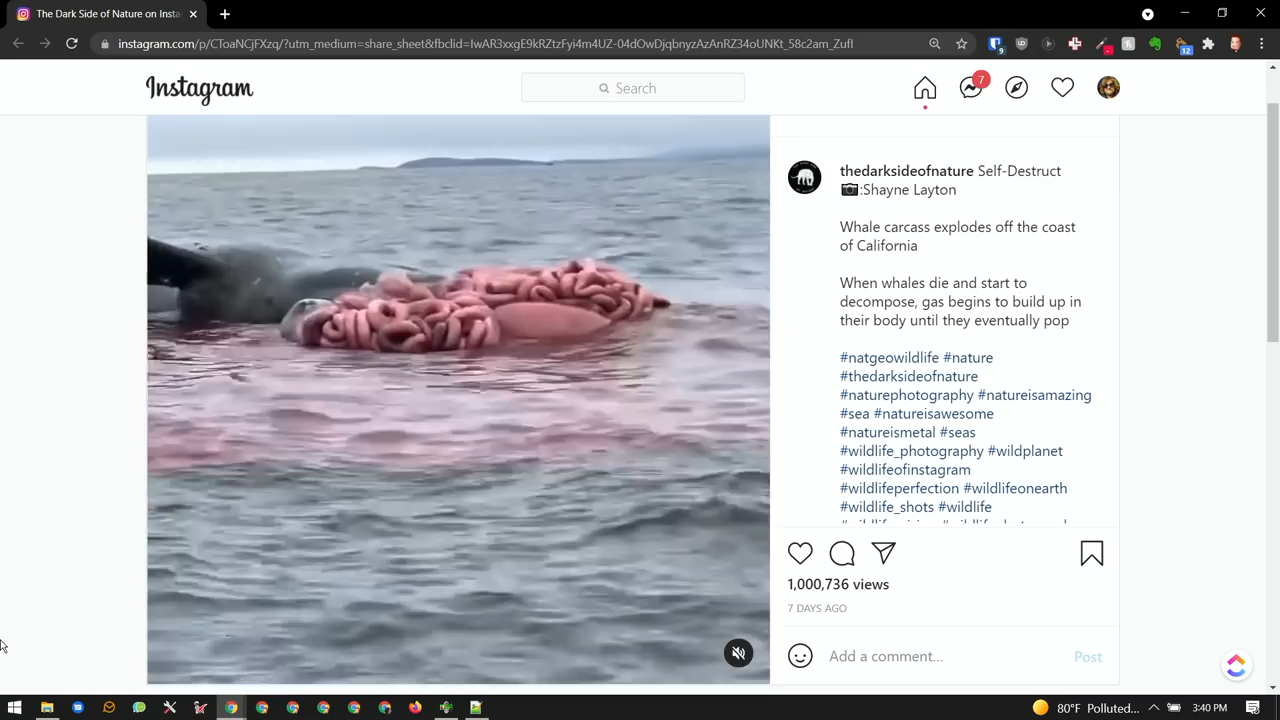 The Dark Side of Nature on Insta
instagram.com/p/CToaNCjFXzq/?utm_medium=share_sheet&fbclid=IwAR3xxgE9kRZtzFyi4m4UZ-04dOwDjqbnyzAzAnRZ34oUNKt_58c2am_ZufI
9
12
Instagram
Search
7
thedarksideofnature Self-Destruct
:Shayne Layton
Whale carcass explodes off the coast
of California
When whales die and start to
decompose, gas begins to build up in
their body until they eventually pop
#natgeowildlife #nature
#thedarksideofnature
#naturephotography #natureisamazing
#sea #natureisawesome
#natureismetal #seas
#wildlife_photography #wildplanet
#wildlifeofinstagram
#wildlifeperfection #wildlifeonearth
#wildlife_shots #wildlife
1,000,736 views
7 DAYS AGO
Add a comment...
Post
80°F Polluted...
3:40 PM